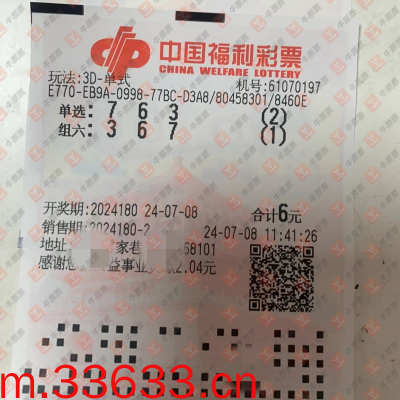 中国福利彩票
CHINA WELFARE LOTTERY
玩法:3D-单式 机号:61070197
E770-EB9A-0998-77BC-D3A8/80458301/8460E
单选: 7 6 3 (2)
组六: 3 6 7 (1)
开奖期:2024180 24-07-08 合计6元
销售期:2024180-2 24-07-08 11:41:26
地址: 家巷 68101
感谢您 益事业 2.04元
m.33633.cn